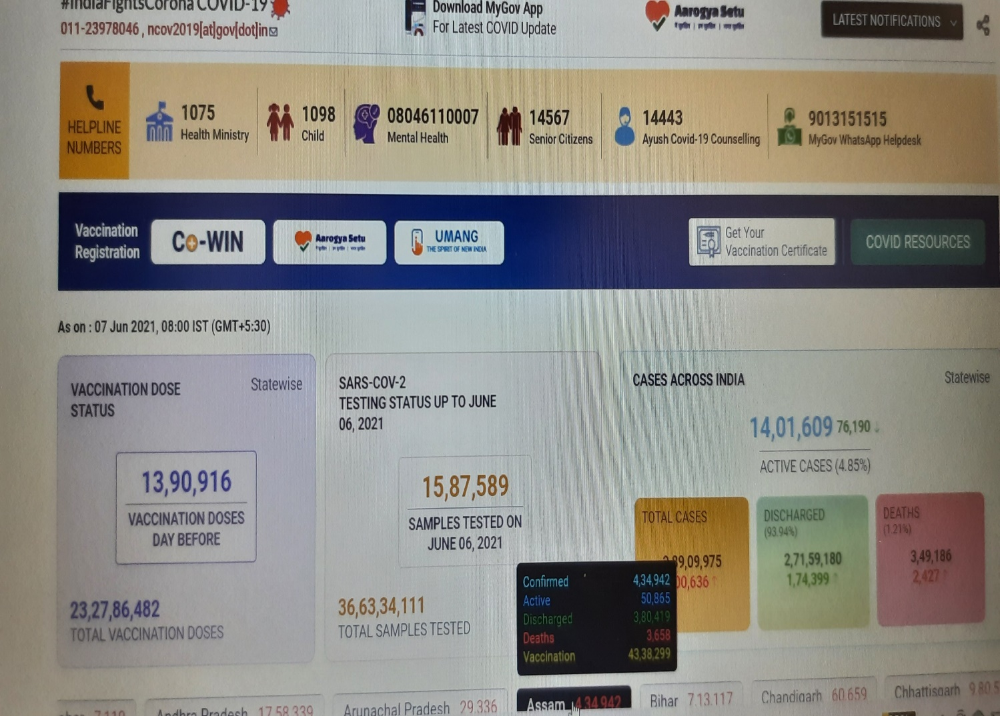 #IndiaFightsCorona COVID-19
011-23978046 , ncov2019[at]gov[dot]in
Download MyGov App
For Latest COVID Update
Aarogya Setu
LATEST NOTIFICATIONS
HELPLINE
NUMBERS
1075
Health Ministry
1098
Child
08046110007
Mental Health
14567
Senior Citizens
14443
Ayush Covid-19 Counselling
9013151515
MyGov WhatsApp Helpdesk
Vaccination
Registration
Co-WIN
Aarogya Setu
UMANG
THE SPIRIT OF NEW INDIA
Get Your
Vaccination Certificate
COVID RESOURCES
As on : 07 Jun 2021, 08:00 IST (GMT+5:30)
VACCINATION DOSE
STATUS
Statewise
13,90,916
VACCINATION DOSES
DAY BEFORE
23,27,86,482
TOTAL VACCINATION DOSES
SARS-COV-2
TESTING STATUS UP TO JUNE
06, 2021
15,87,589
SAMPLES TESTED ON
JUNE 06, 2021
36,63,34,111
TOTAL SAMPLES TESTED
CASES ACROSS INDIA
Statewise
14,01,609 76,190
ACTIVE CASES (4.85%)
TOTAL CASES
89,09,975
00,636
DISCHARGED
(93.94%)
2,71,59,180
1,74,399
DEATHS
(1.21%)
3,49,186
2,427
Confirmed 4,34,942
Active 50,865
Discharged 3,80,419
Deaths 3,658
Vaccination 43,38,299
7,119
Andhra Pradesh 17,58,339
Arunachal Pradesh 29,336
Assam 4,34,942
Bihar 7,13,117
Chandigarh 60,659
Chhattisgarh 9,80,5